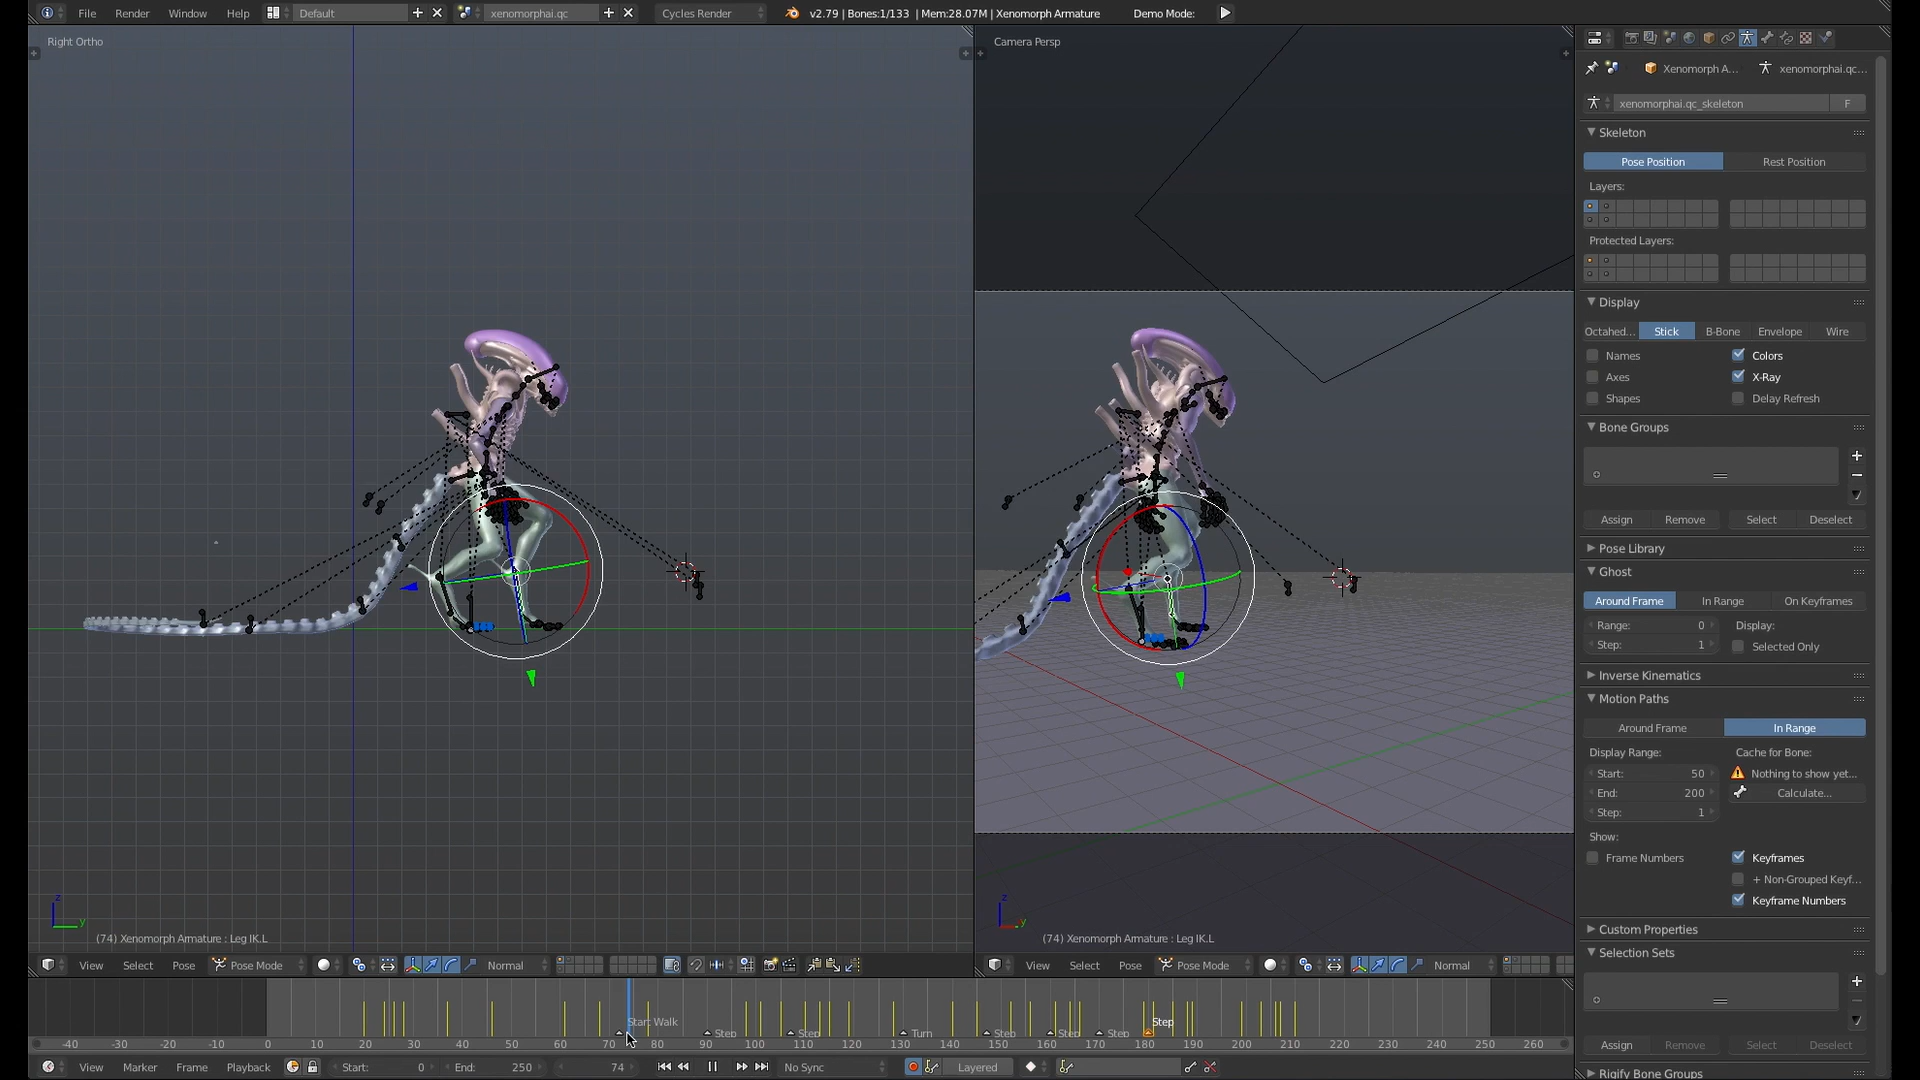 File Render Window Help Default xenomorphai.qc Cycles Render v2.79 | Bones:1/133 | Mem:28.07M | Xenomorph Armature Demo Mode:
Right Ortho
Camera Persp
Xenomorph A... xenomorphai.qc...
xenomorphai.qc_skeleton F
Skeleton
Pose Position Rest Position
Layers:
Protected Layers:
Display
Octahed... Stick B-Bone Envelope Wire
Names Colors
Axes X-Ray
Shapes Delay Refresh
Bone Groups
Assign Remove Select Deselect
Pose Library
Ghost
Around Frame In Range On Keyframes
Range: 0 Display:
Step: 1 Selected Only
Inverse Kinematics
Motion Paths
Around Frame In Range
Display Range: Cache for Bone:
Start: 50 Nothing to show yet...
End: 200 Calculate...
Step: 1
Show:
Frame Numbers Keyframes
+ Non-Grouped Keyf...
Keyframe Numbers
Custom Properties
Selection Sets
Assign Remove Select Deselect
Rigify Bone Groups
z
y
(74) Xenomorph Armature : Leg IK.L
z
y
(74) Xenomorph Armature : Leg IK.L
View Select Pose Pose Mode Normal
View Select Pose Pose Mode Normal
Start Walk Step Step Turn Step Step Step Step
-40 -30 -20 -10 0 10 20 30 40 50 60 70 80 90 100 110 120 130 140 150 160 170 180 190 200 210 220 230 240 250 260
View Marker Frame Playback Start: 0 End: 250 74 No Sync Layered